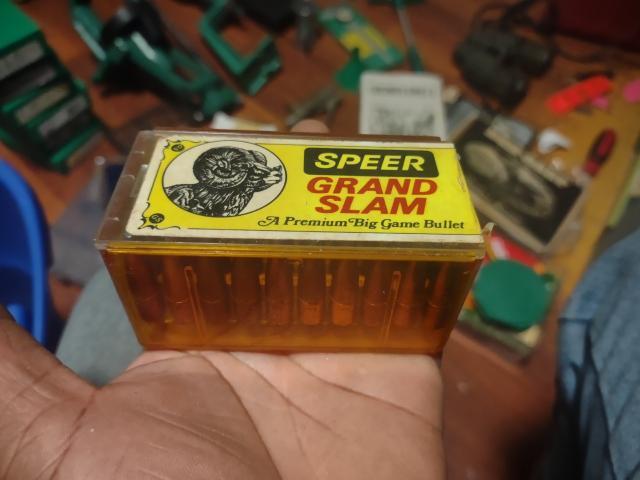 SPEER
GRAND
SLAM
A Premium Big Game Bullet